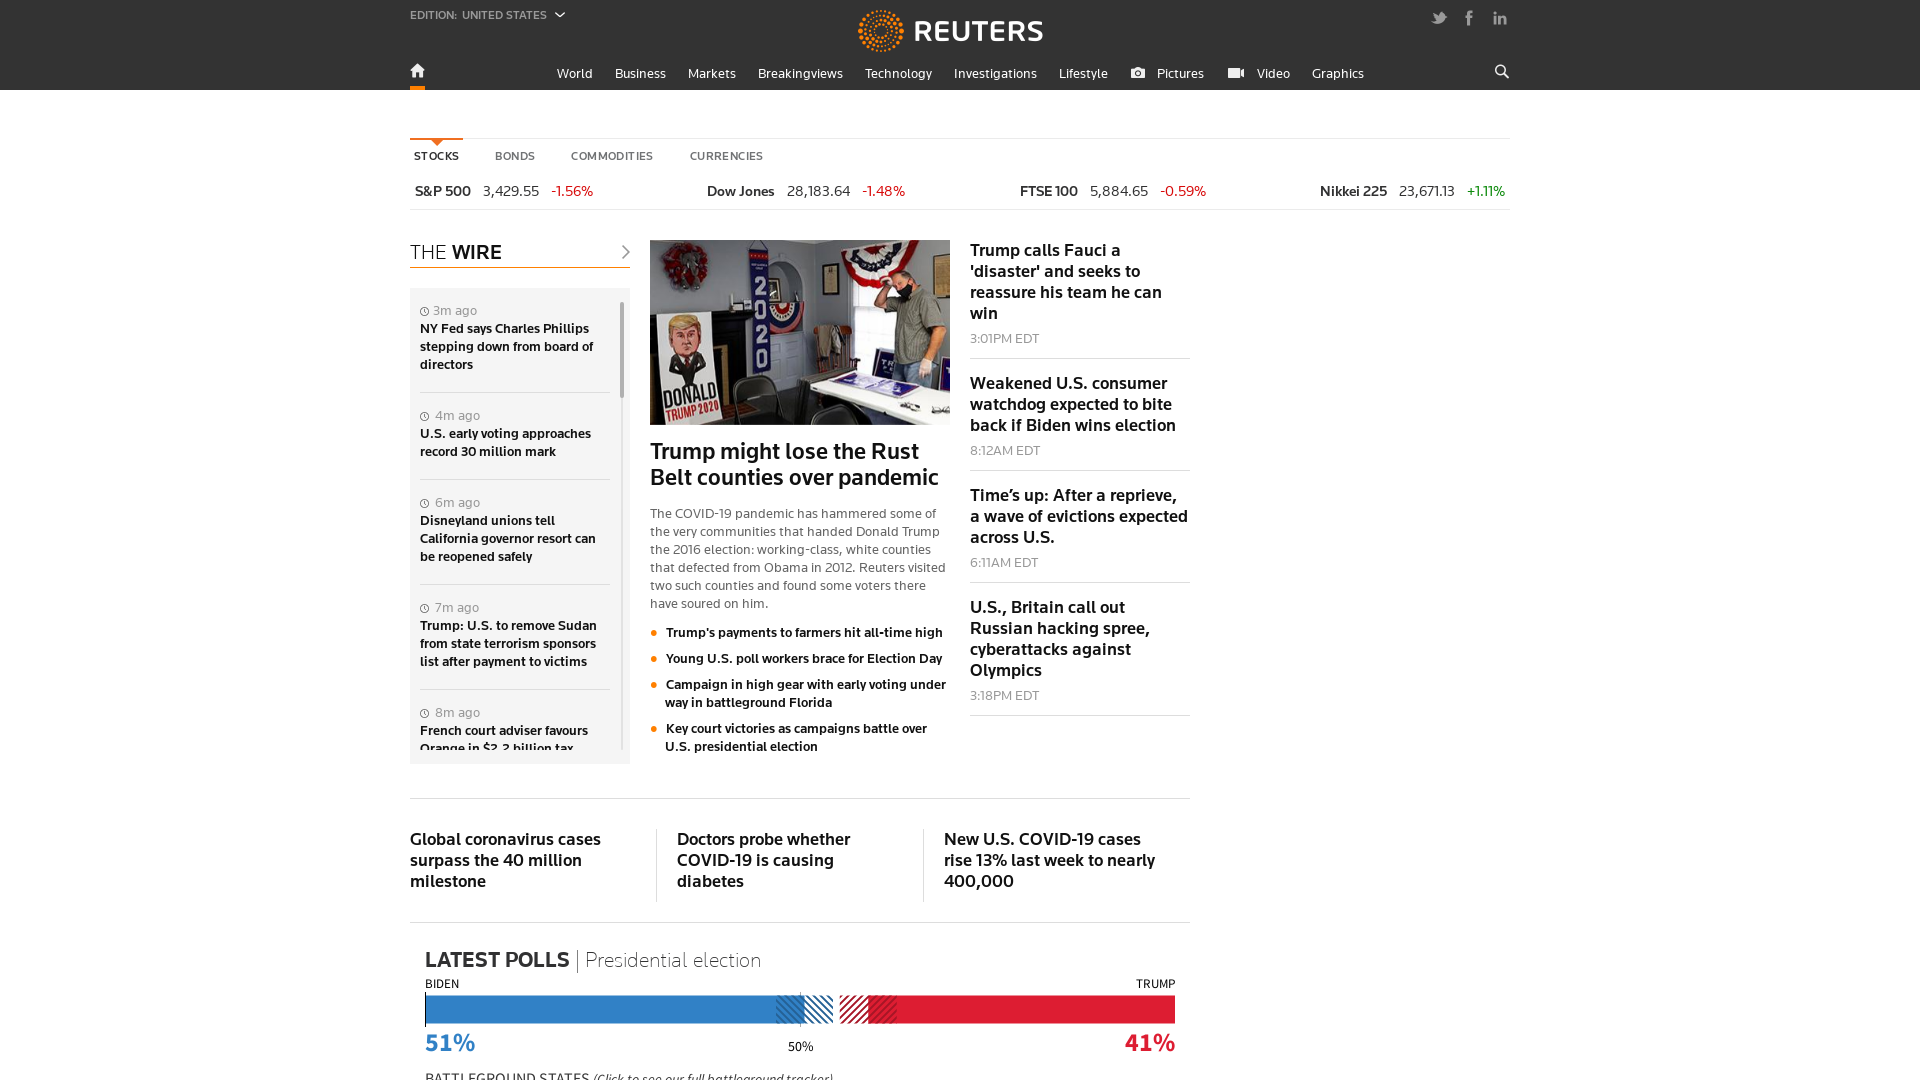 EDITION: UNITED STATES
REUTERS
World Business Markets Breakingviews Technology Investigations Lifestyle Pictures Video Graphics
STOCKS BONDS COMMODITIES CURRENCIES
S&P 500 3,429.55 -1.56% Dow Jones 28,183.64 -1.48% FTSE 100 5,884.65 -0.59% Nikkei 225 23,671.13 +1.11%
THE WIRE
3m ago
NY Fed says Charles Phillips
stepping down from board of
directors
4m ago
U.S. early voting approaches
record 30 million mark
6m ago
Disneyland unions tell
California governor resort can
be reopened safely
7m ago
Trump: U.S. to remove Sudan
from state terrorism sponsors
list after payment to victims
8m ago
French court adviser favours
Orange in $2.2 billion tax
2020
DONALD
TRUMP 2020
Trump might lose the Rust
Belt counties over pandemic
The COVID-19 pandemic has hammered some of
the very communities that handed Donald Trump
the 2016 election: working-class, white counties
that defected from Obama in 2012. Reuters visited
two such counties and found some voters there
have soured on him.
Trump's payments to farmers hit all-time high
Young U.S. poll workers brace for Election Day
Campaign in high gear with early voting under
way in battleground Florida
Key court victories as campaigns battle over
U.S. presidential election
Trump calls Fauci a
'disaster' and seeks to
reassure his team he can
win
3:01PM EDT
Weakened U.S. consumer
watchdog expected to bite
back if Biden wins election
8:12AM EDT
Time’s up: After a reprieve,
a wave of evictions expected
across U.S.
6:11AM EDT
U.S., Britain call out
Russian hacking spree,
cyberattacks against
Olympics
3:18PM EDT
Global coronavirus cases
surpass the 40 million
milestone
Doctors probe whether
COVID-19 is causing
diabetes
New U.S. COVID-19 cases
rise 13% last week to nearly
400,000
LATEST POLLS | Presidential election
BIDEN TRUMP
51% 50% 41%
BATTLEGROUND STATES (Click to see our full battleground tracker)